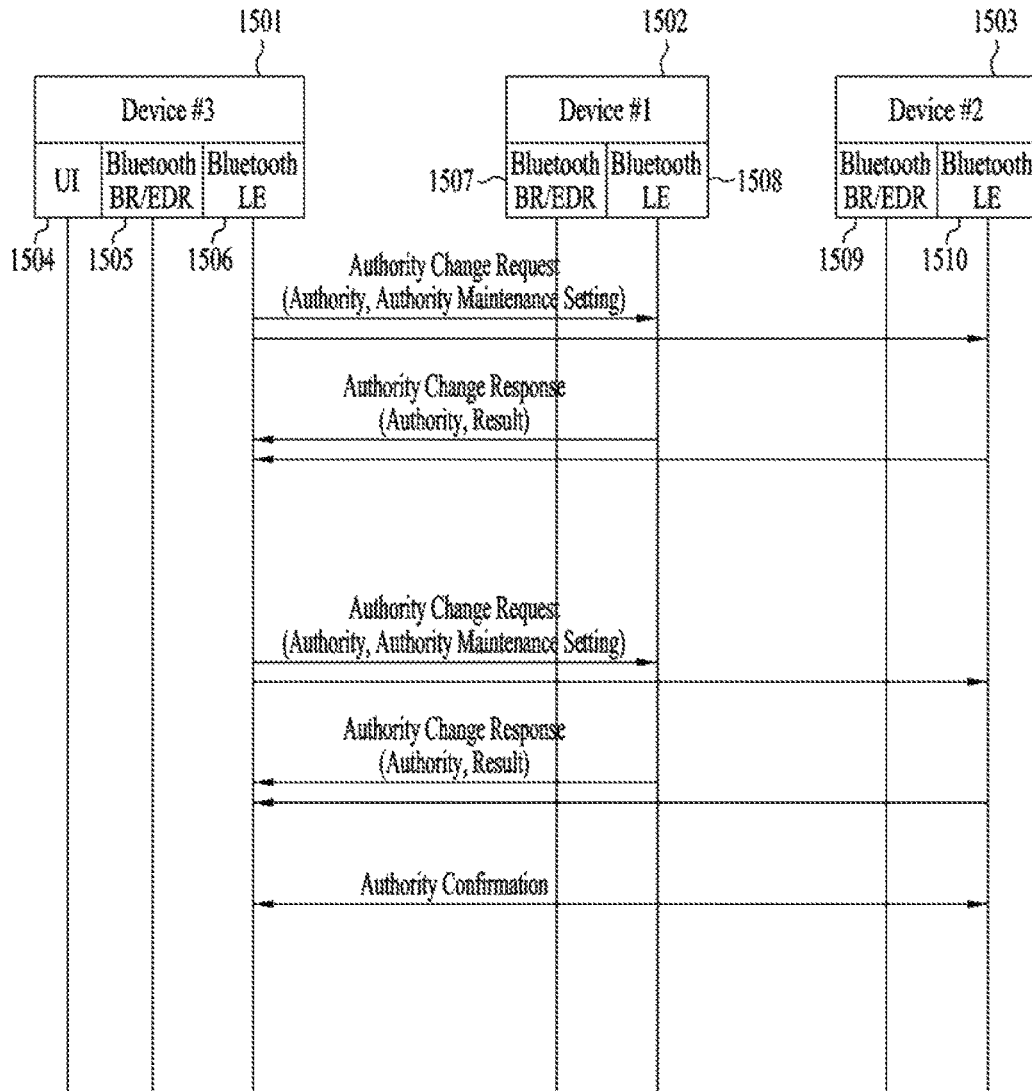 1501
1502
1503
Device #3
Device #1
Device #2
UI
Bluetooth
BR/EDR
Bluetooth
LE
1507
Bluetooth
BR/EDR
Bluetooth
LE
1508
Bluetooth
BR/EDR
Bluetooth
LE
1504
1505
1506
1509
1510
Authority Change Request
(Authority, Authority Maintenance Setting)
Authority Change Response
(Authority, Result)
Authority Change Request
(Authority, Authority Maintenance Setting)
Authority Change Response
(Authority, Result)
Authority Confirmation